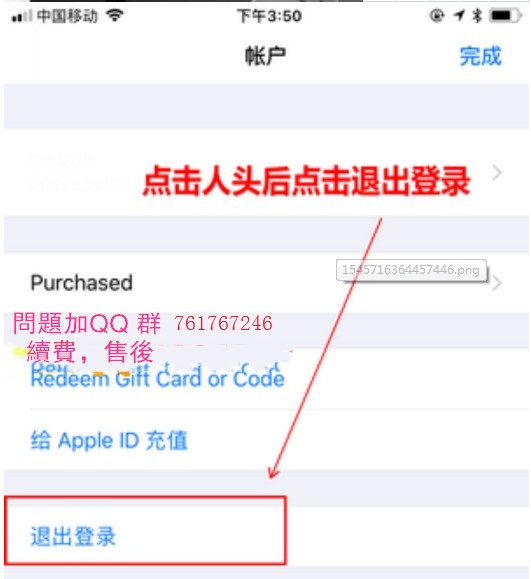 中国移动 下午3:50
帐户 完成
点击人头后点击退出登录
1545716364457446.png
Purchased
問題加QQ 群 761767246
續費，售後
Redeem Gift Card or Code
给 Apple ID 充值
退出登录